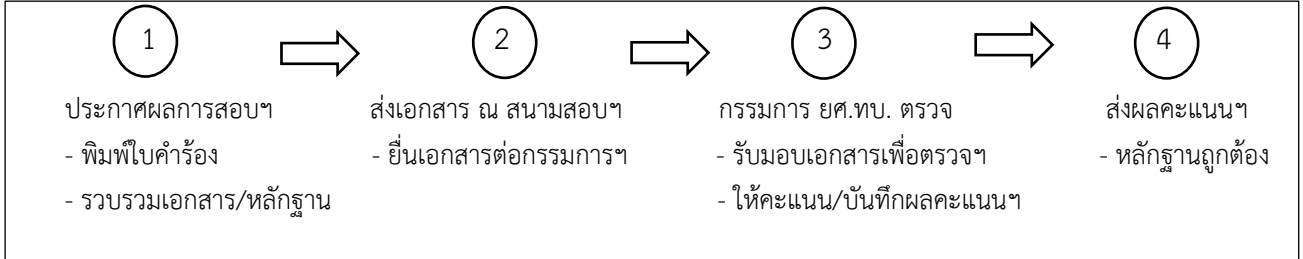 1 2 3 4
ประกาศผลการสอบฯ ส่งเอกสาร ณ สนามสอบฯ กรรมการ ยศ.ทบ. ตรวจ ส่งผลคะแนนฯ
- พิมพ์ใบคำร้อง - ยื่นเอกสารต่อกรรมการฯ - รับมอบเอกสารเพื่อตรวจฯ - หลักฐานถูกต้อง
- รวบรวมเอกสาร/หลักฐาน - ให้คะแนน/บันทึกผลคะแนนฯ